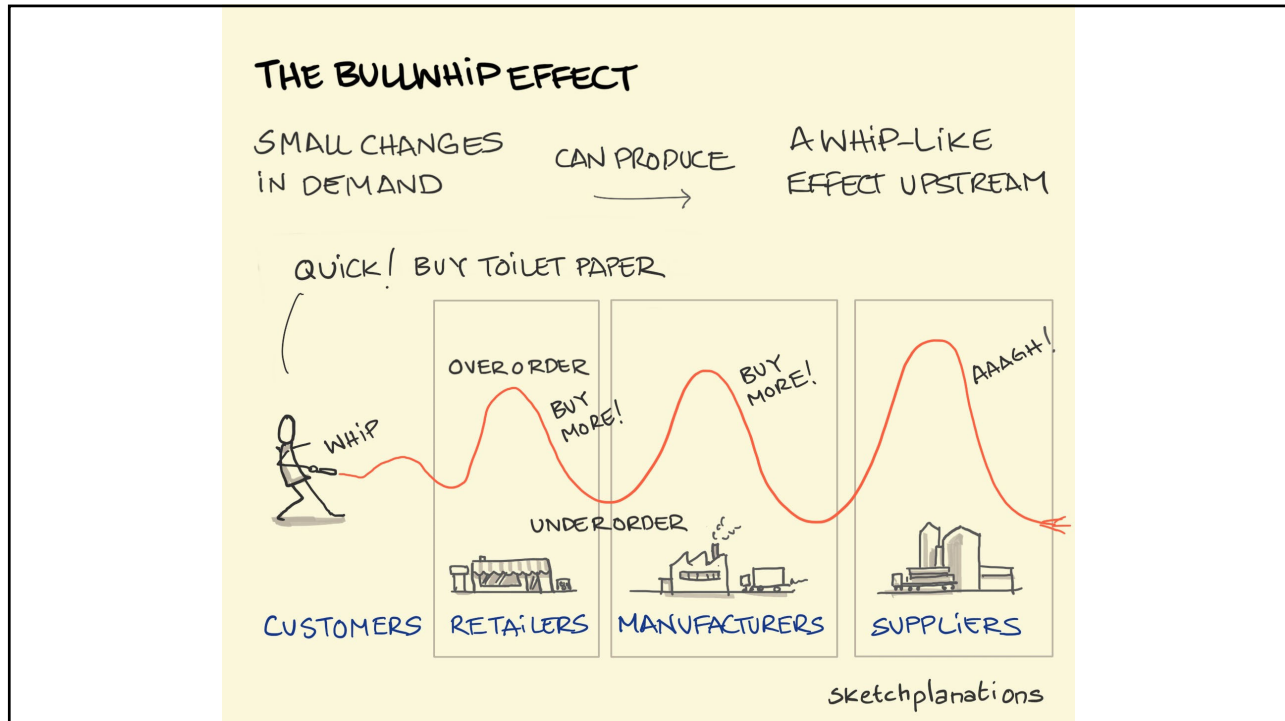 THE BULLWHIP EFFECT
SMALL CHANGES
IN DEMAND
CAN PRODUCE
A WHIP-LIKE
EFFECT UPSTREAM
QUICK! BUY TOILET PAPER
WHIP
OVERORDER
BUY
MORE!
BUY
MORE!
AAAGH!
UNDERORDER
CUSTOMERS
RETAILERS
MANUFACTURERS
SUPPLIERS
sketchplanations